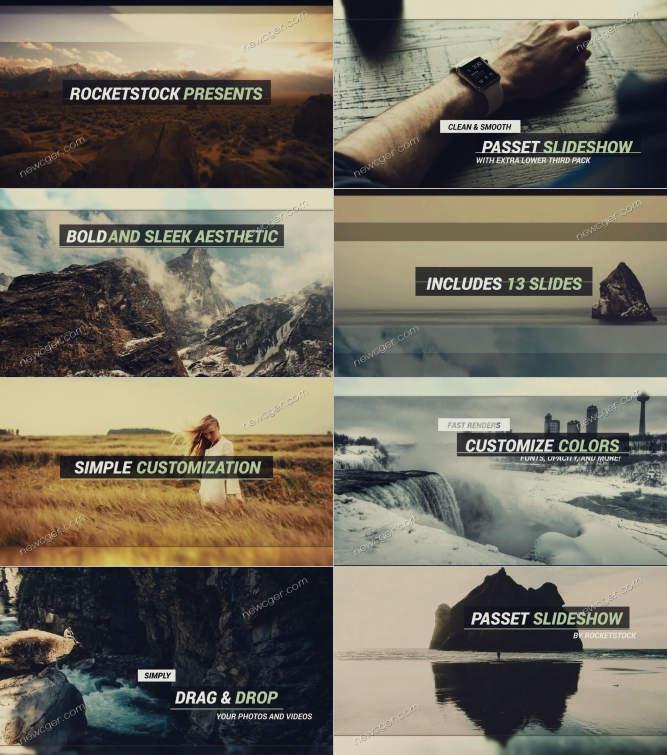 ROCKETSTOCK PRESENTS
newcger.com
newcger.com
CLEAN & SMOOTH
PASSET SLIDESHOW
WITH EXTRA LOWER THIRD PACK
newcger.com
newcger.com
BOLD AND SLEEK AESTHETIC
newcger.com
newcger.com
INCLUDES 13 SLIDES
newcger.com
newcger.com
SIMPLE CUSTOMIZATION
newcger.com
newcger.com
FAST RENDERS
CUSTOMIZE COLORS
FONTS, OPACITY, AND MORE!
newcger.com
newcger.com
SIMPLY
DRAG & DROP
YOUR PHOTOS AND VIDEOS
newcger.com
newcger.com
PASSET SLIDESHOW
BY ROCKETSTOCK
newcger.com
newcger.com